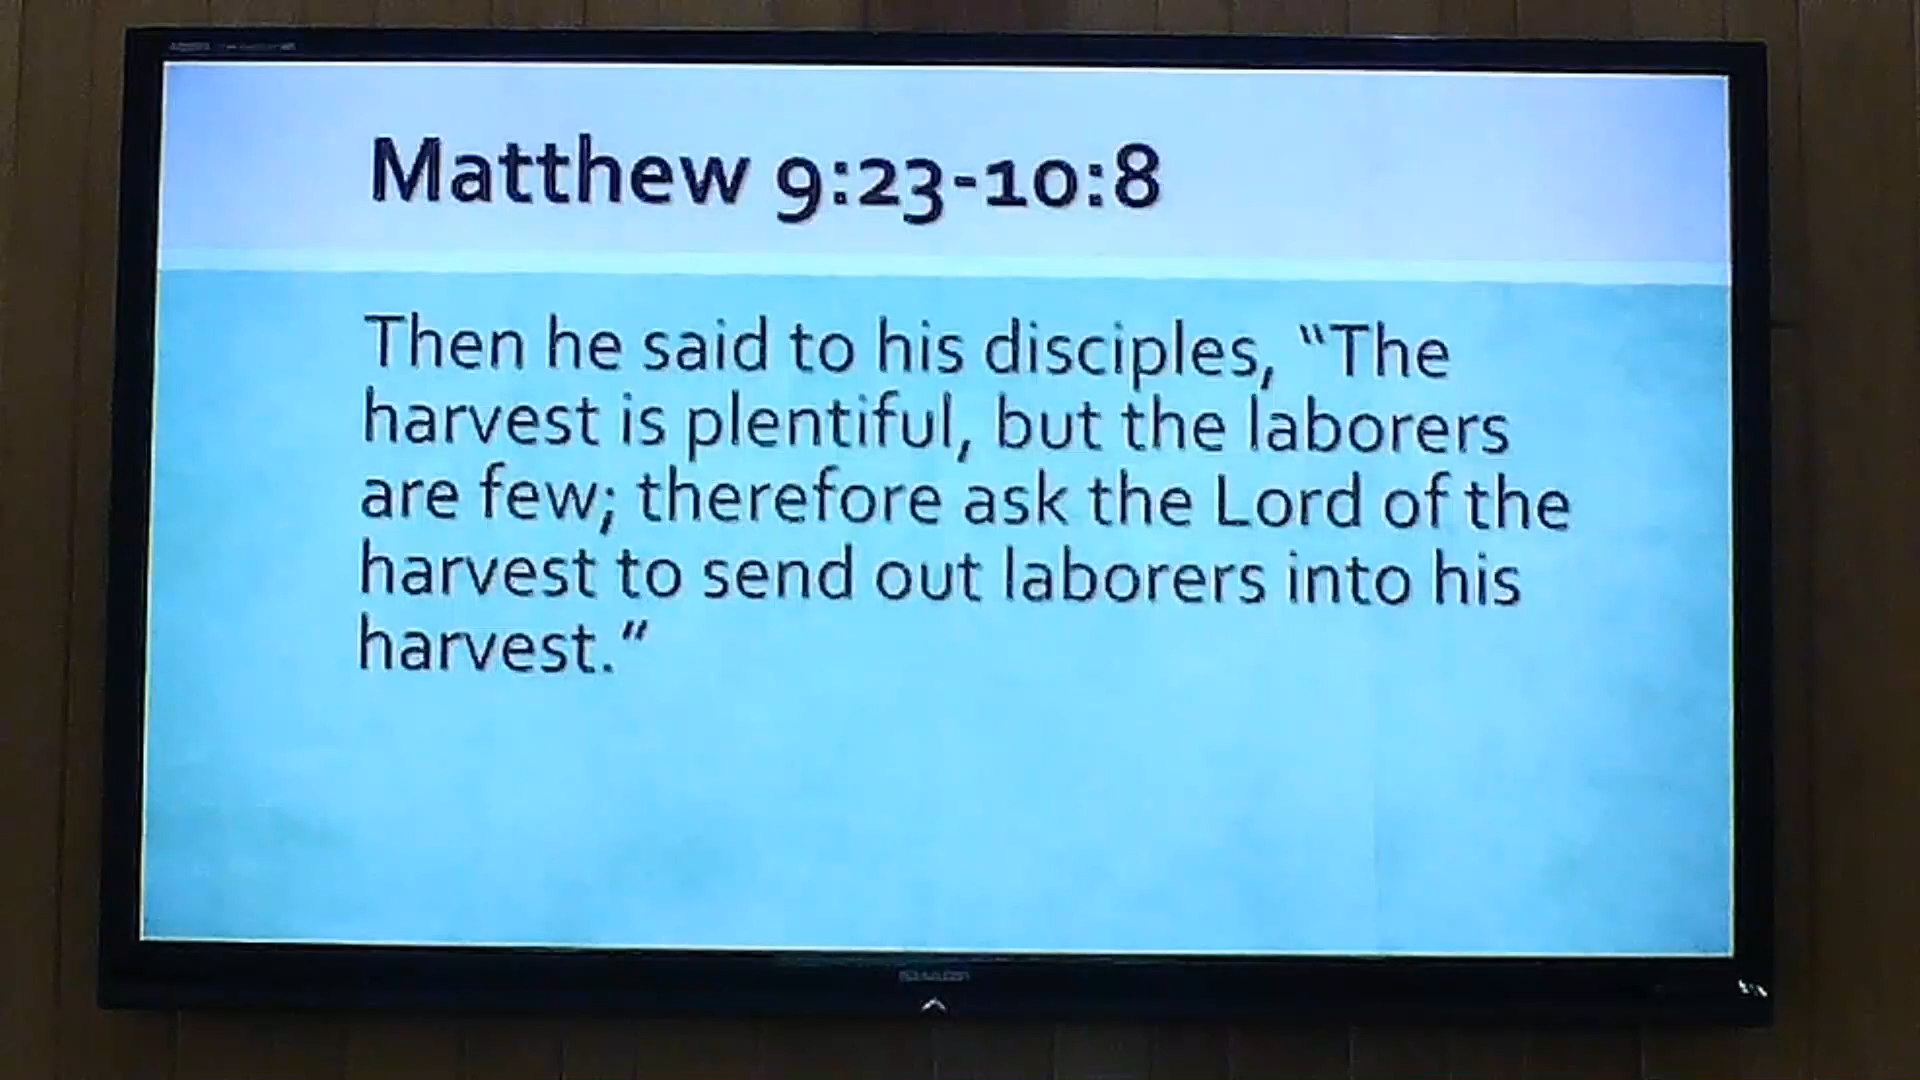 Matthew 9:23-10:8
Then he said to his disciples, “The
harvest is plentiful, but the laborers
are few; therefore ask the Lord of the
harvest to send out laborers into his
harvest.“